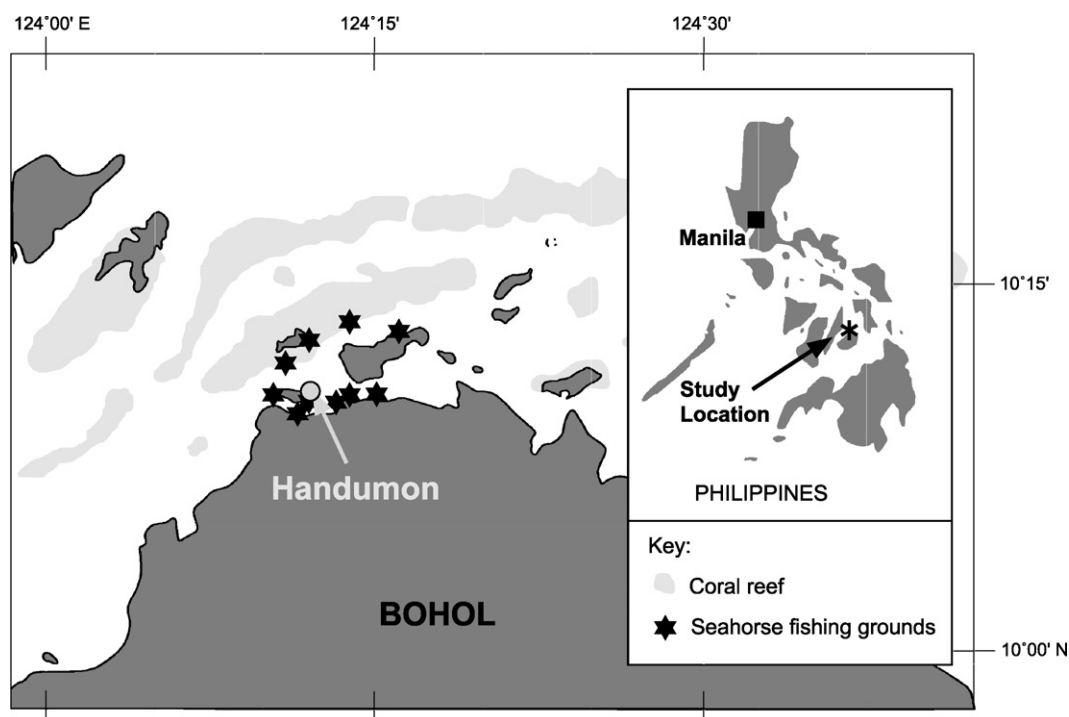 124°00' E
124°15'
124°30'
Manila
10°15'
Study
Location
Handumon
PHILIPPINES
Key:
Coral reef
BOHOL
Seahorse fishing grounds
10°00' N